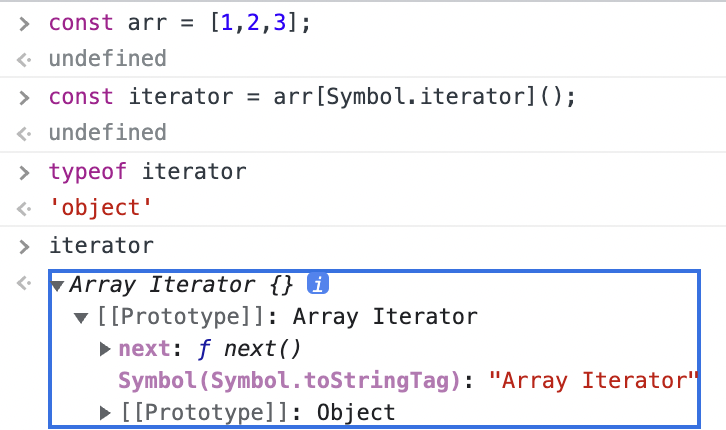 > const arr = [1,2,3];
undefined
> const iterator = arr[Symbol.iterator]();
undefined
> typeof iterator
'object'
> iterator
▼Array Iterator {} i
▼[[Prototype]]: Array Iterator
▶next: ƒ next()
Symbol(Symbol.toStringTag): "Array Iterator"
▶[[Prototype]]: Object